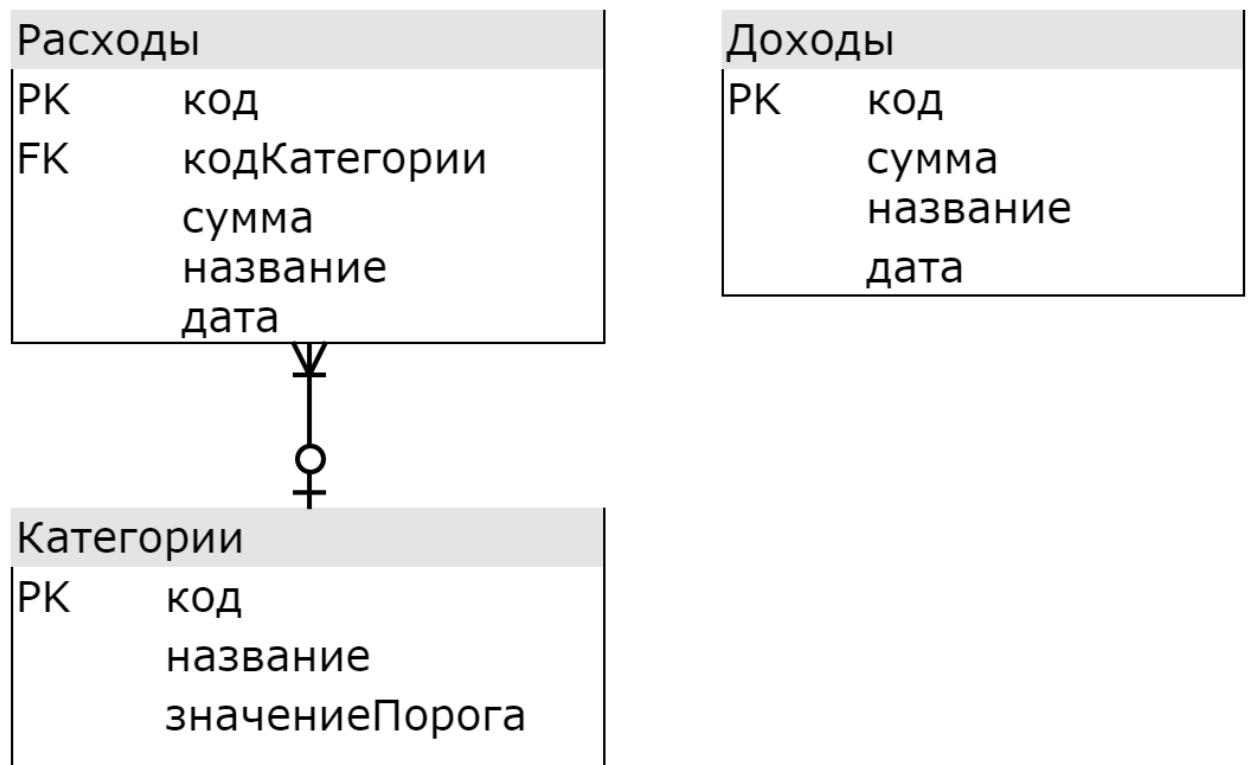 Расходы
PK код
FK кодКатегории
сумма
название
дата
Доходы
PK код
сумма
название
дата
Категории
PK код
название
значениеПорога